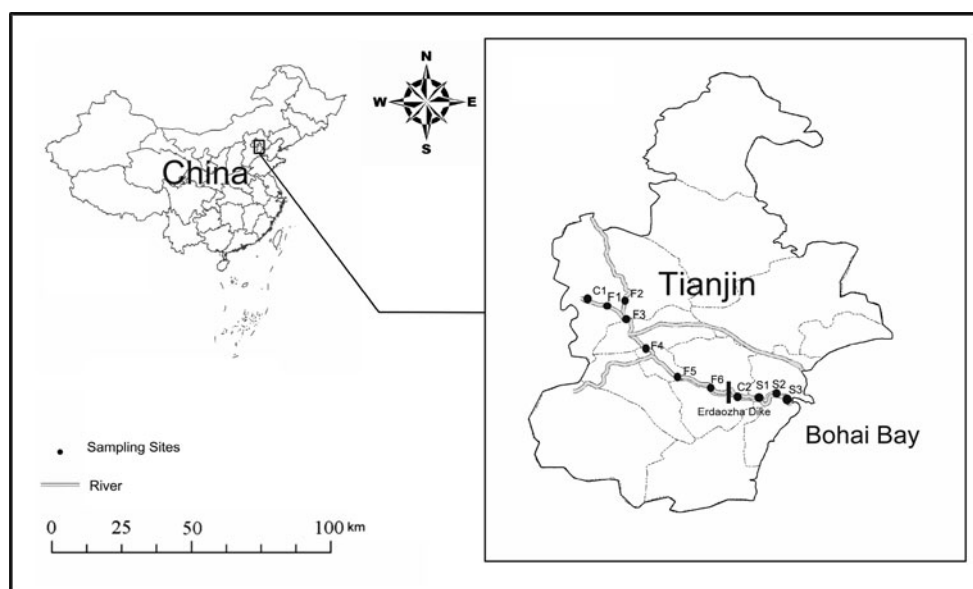 N
W
E
S
China
Tianjin
C1
F1
F2
F3
F4
F5
F6
C2
S1
S2
S3
Erdaozha Dike
Bohai Bay
Sampling Sites
River
0 25 50 100 km